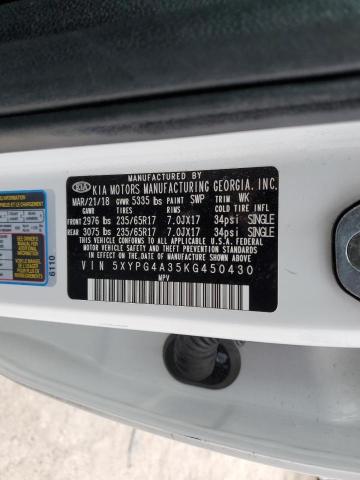 MANUFACTURED BY
KIA KIA MOTORS MANUFACTURING GEORGIA, INC.
MAR/21/18 GVWR 5335 lbs PAINT SWP TRIM WK
GAWR TIRES RIMS COLD TIRE INFLATION
FRONT 2976 lbs 235/65R17 7.0JX17 34psi SINGLE
REAR 3075 lbs 235/65R17 7.0JX17 34psi SINGLE
THIS VEHICLE CONFORMS TO ALL APPLICABLE U.S.A. FEDERAL
MOTOR VEHICLE SAFETY, BUMPER AND THEFT PREVENTION
STANDARDS IN EFFECT ON THE DATE OF MANUFACTURE SHOWN ABOVE.
VIN 5XYPG4A35KG450430
MPV
6110